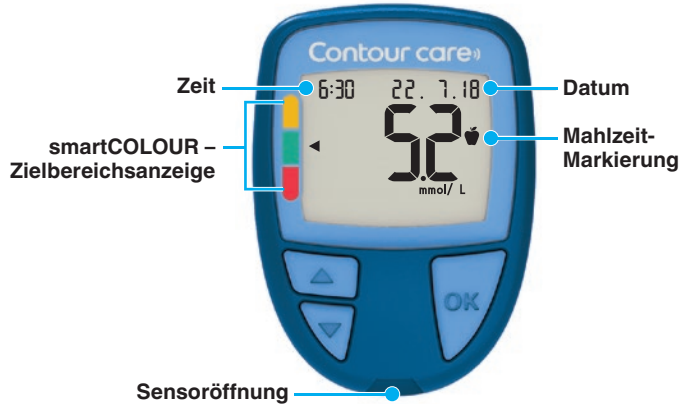 Contour care
Zeit
6:30
22. 7.18
Datum
smartCOLOUR –
Zielbereichsanzeige
5.2
Mahlzeit-
Markierung
mmol/ L
OK
Sensoröffnung